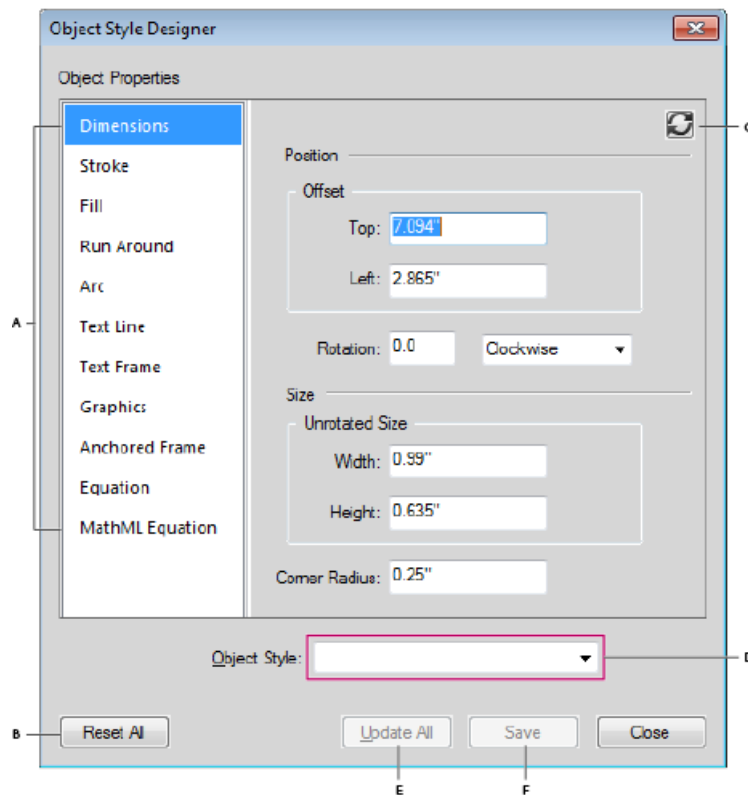 Object Style Designer
Object Properties
Dimensions
Stroke
Fill
Run Around
Arc
Text Line
Text Frame
Graphics
Anchored Frame
Equation
MathML Equation
A
C
Position
Offset
Top: 7.094"
Left: 2.865"
Rotation: 0.0 Clockwise
Size
Unrotated Size
Width: 0.99"
Height: 0.635"
Corner Radius: 0.25"
Object Style:
D
B
Reset All
Update All
Save
Close
E
F